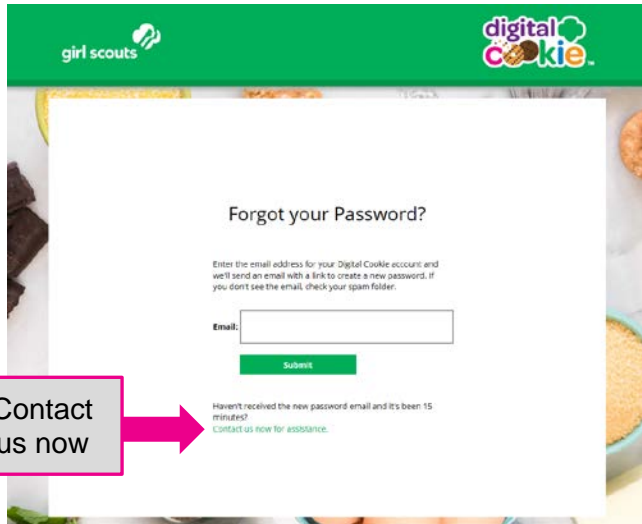 girl scouts
digital
cookie
Forgot your Password?
Enter the email address for your Digital Cookie account and
we'll send an email with a link to create a new password. If
you don't see the email, check your spam folder.
Email:
Submit
Haven't received the new password email and it's been 15
minutes?
Contact us now for assistance.
Contact
us now